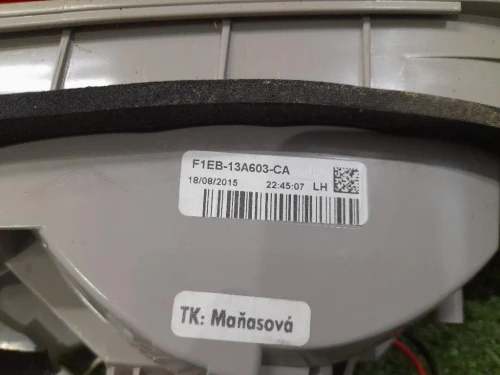 F1EB-13A603-CA
18/08/2015 22:45:07 LH
TK: Maňasová